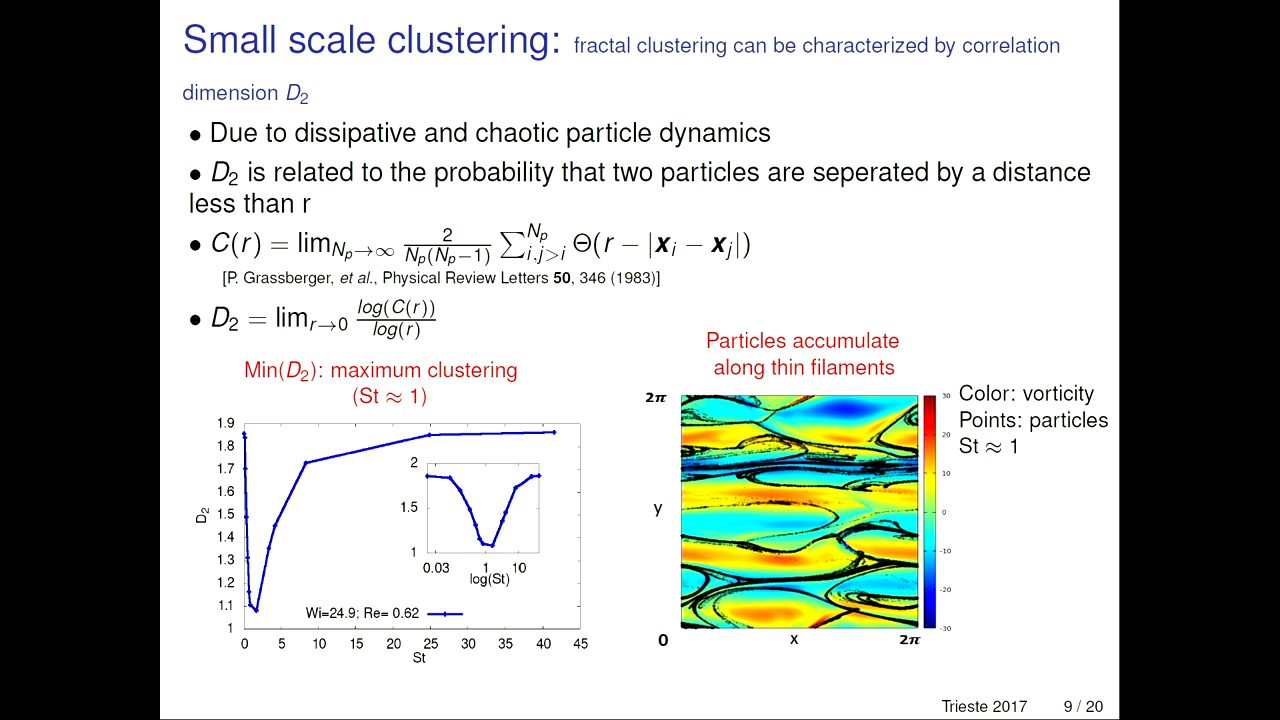 Small scale clustering: fractal clustering can be characterized by correlation
dimension D₂
• Due to dissipative and chaotic particle dynamics
• D₂ is related to the probability that two particles are seperated by a distance
less than r
• C(r) = lim_{Nₚ→∞} \frac{2}{Nₚ(Nₚ−1)} ∑_{i,j>i}^{Nₚ} Θ(r − |x_i − x_j|)
[P. Grassberger, et al., Physical Review Letters 50, 346 (1983)]
• D₂ = lim_{r→0} \frac{log(C(r))}{log(r)}
Min(D₂): maximum clustering
(St ≈ 1)
1.9
1.8
1.7
1.6
1.5
1.4
1.3
1.2
1.1
1
D₂
0 5 10 15 20 25 30 35 40 45
St
2
1.5
1
0.03 1 10
log(St)
Wi=24.9; Re= 0.62
Particles accumulate
along thin filaments
2π
y
0
x
2π
30
20
10
0
-10
-20
-30
Color: vorticity
Points: particles
St ≈ 1
Trieste 2017 9 / 20